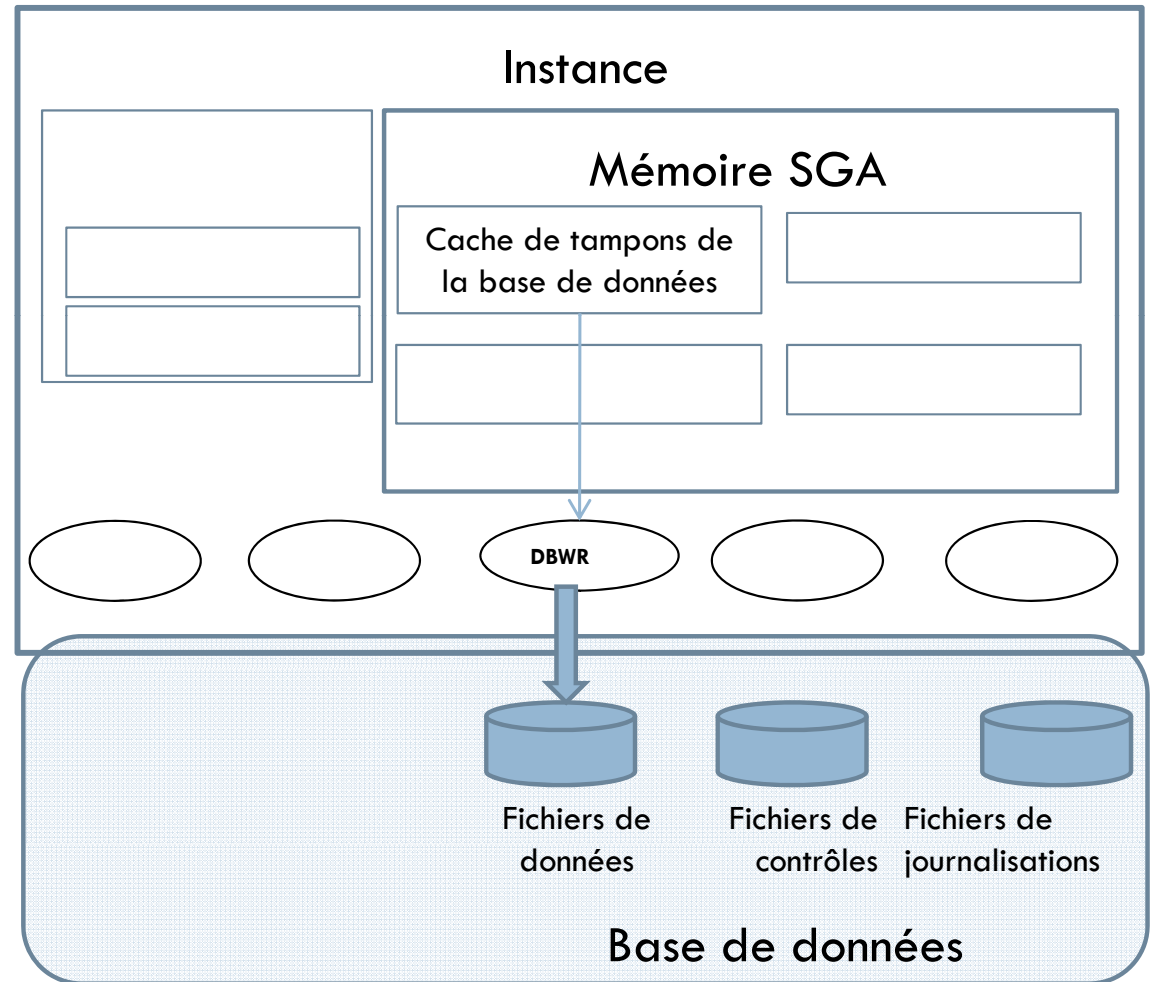 Instance
Mémoire SGA
Cache de tampons de
la base de données
DBWR
Fichiers de
données
Fichiers de
contrôles
Fichiers de
journalisations
Base de données